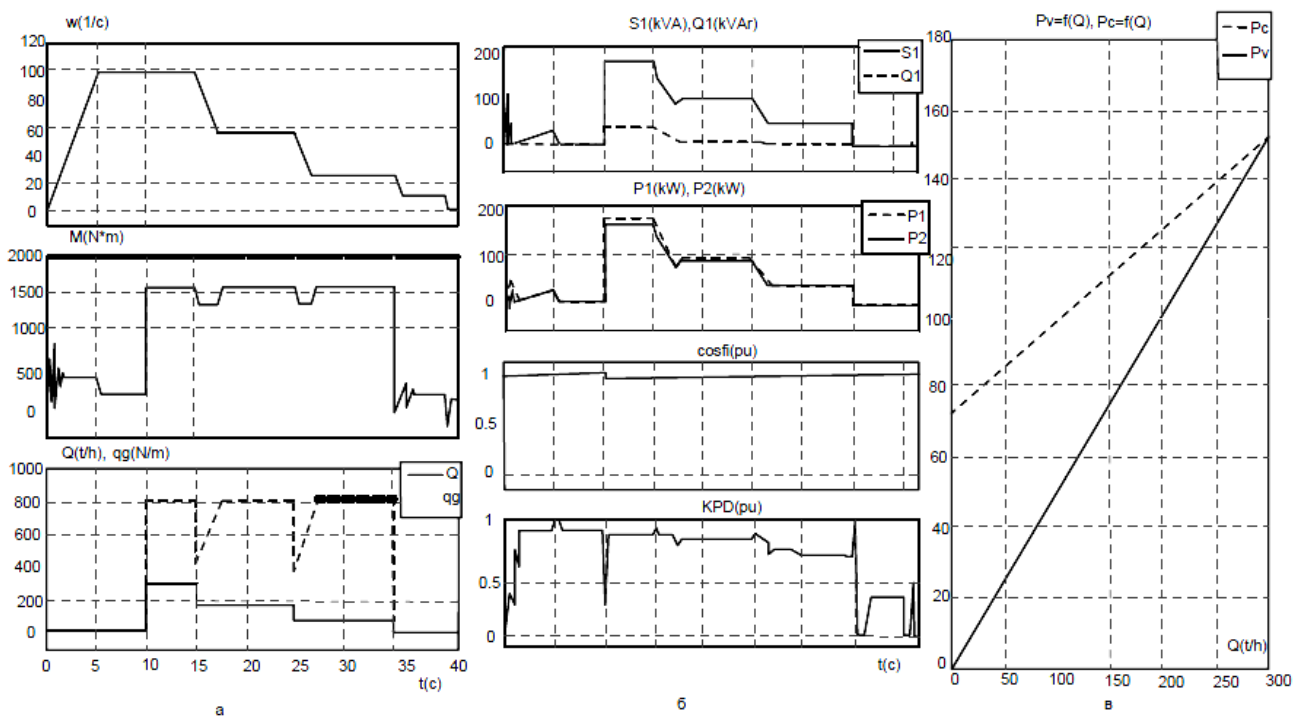 w(1/c)
120
100
80
60
40
20
0
M(N*m)
2000
1500
1000
500
0
Q(t/h), qg(N/m)
1000
800
600
400
200
0
Q
qg
0 5 10 15 20 25 30 35 40
t(c)
а
S1(kVA),Q1(kVAr)
200
100
0
S1
Q1
P1(kW), P2(kW)
200
100
0
P1
P2
cosfi(pu)
1
0.5
0
KPD(pu)
1
0.5
0
t(c)
б
Pv=f(Q), Pc=f(Q)
Pc
Pv
180
160
140
120
100
80
60
40
20
0
Q(t/h)
0 50 100 150 200 250 300
в